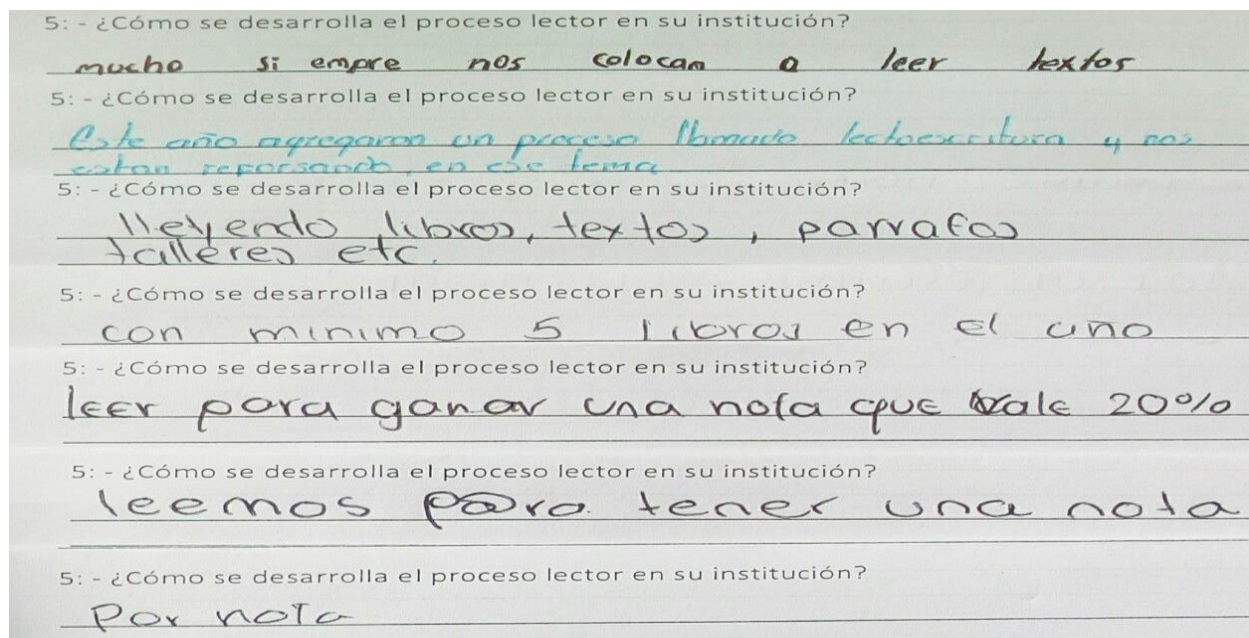 5: - ¿Cómo se desarrolla el proceso lector en su institución?
mucho si empre nos colocan a leer textos
5: - ¿Cómo se desarrolla el proceso lector en su institución?
Este año agregaron un proceso llamado lectoescritura y nos
estan reforsando en ese tema
5: - ¿Cómo se desarrolla el proceso lector en su institución?
lleyendo libros, textos, parrafos
talleres etc.
5: - ¿Cómo se desarrolla el proceso lector en su institución?
con minimo 5 libros en el año
5: - ¿Cómo se desarrolla el proceso lector en su institución?
leer para ganar una nota que vale 20%
5: - ¿Cómo se desarrolla el proceso lector en su institución?
leemos para tener una nota
5: - ¿Cómo se desarrolla el proceso lector en su institución?
Por nota